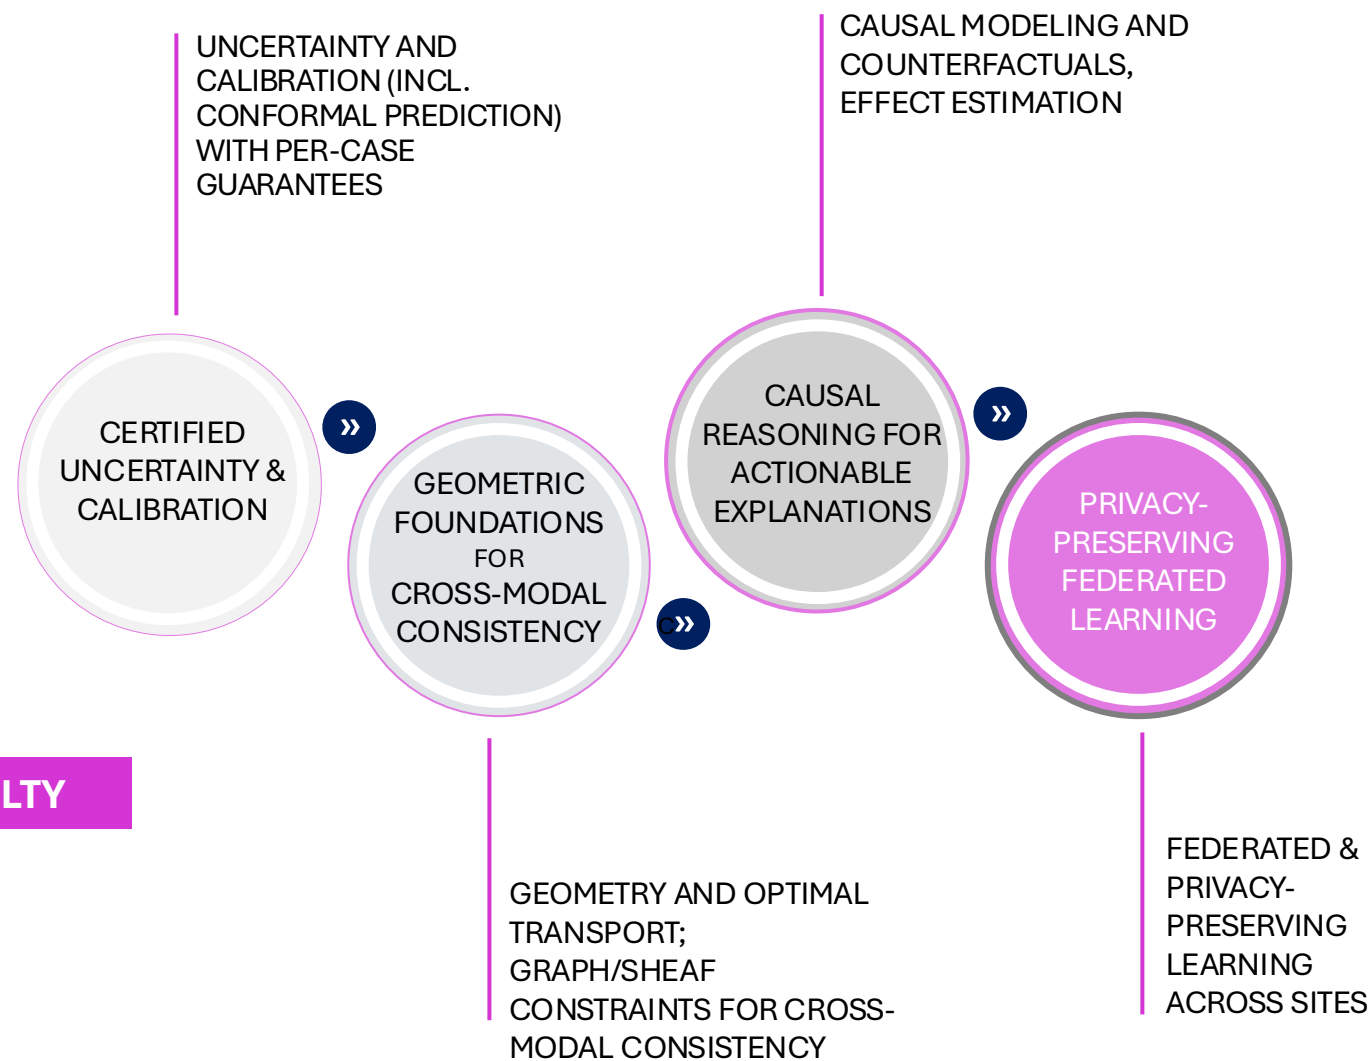 UNCERTAINTY AND
CALIBRATION (INCL.
CONFORMAL PREDICTION)
WITH PER-CASE
GUARANTEES
CAUSAL MODELING AND
COUNTERFACTUALS,
EFFECT ESTIMATION
CERTIFIED
UNCERTAINTY &
CALIBRATION
»
GEOMETRIC
FOUNDATIONS
FOR
CROSS-MODAL
CONSISTENCY
C»
CAUSAL
REASONING FOR
ACTIONABLE
EXPLANATIONS
»
PRIVACY-
PRESERVING
FEDERATED
LEARNING
LTY
GEOMETRY AND OPTIMAL
TRANSPORT;
GRAPH/SHEAF
CONSTRAINTS FOR CROSS-
MODAL CONSISTENCY
FEDERATED &
PRIVACY-
PRESERVING
LEARNING
ACROSS SITES